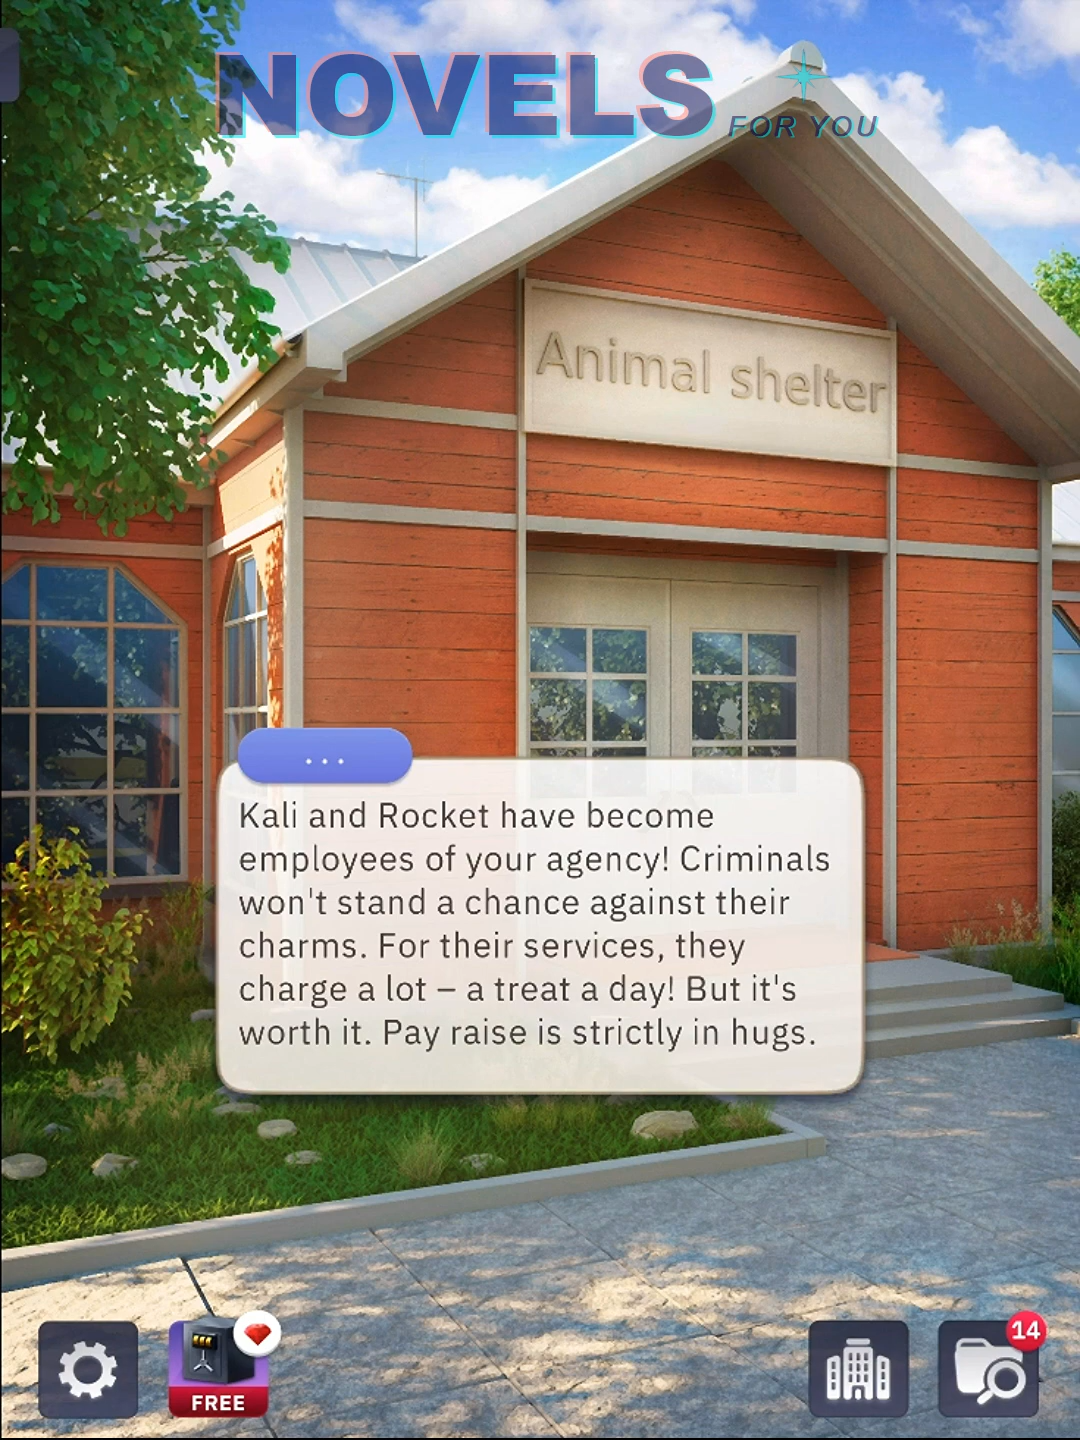 NOVELS
FOR YOU
Animal shelter
...
Kali and Rocket have become
employees of your agency! Criminals
won't stand a chance against their
charms. For their services, they
charge a lot – a treat a day! But it's
worth it. Pay raise is strictly in hugs.
FREE
14